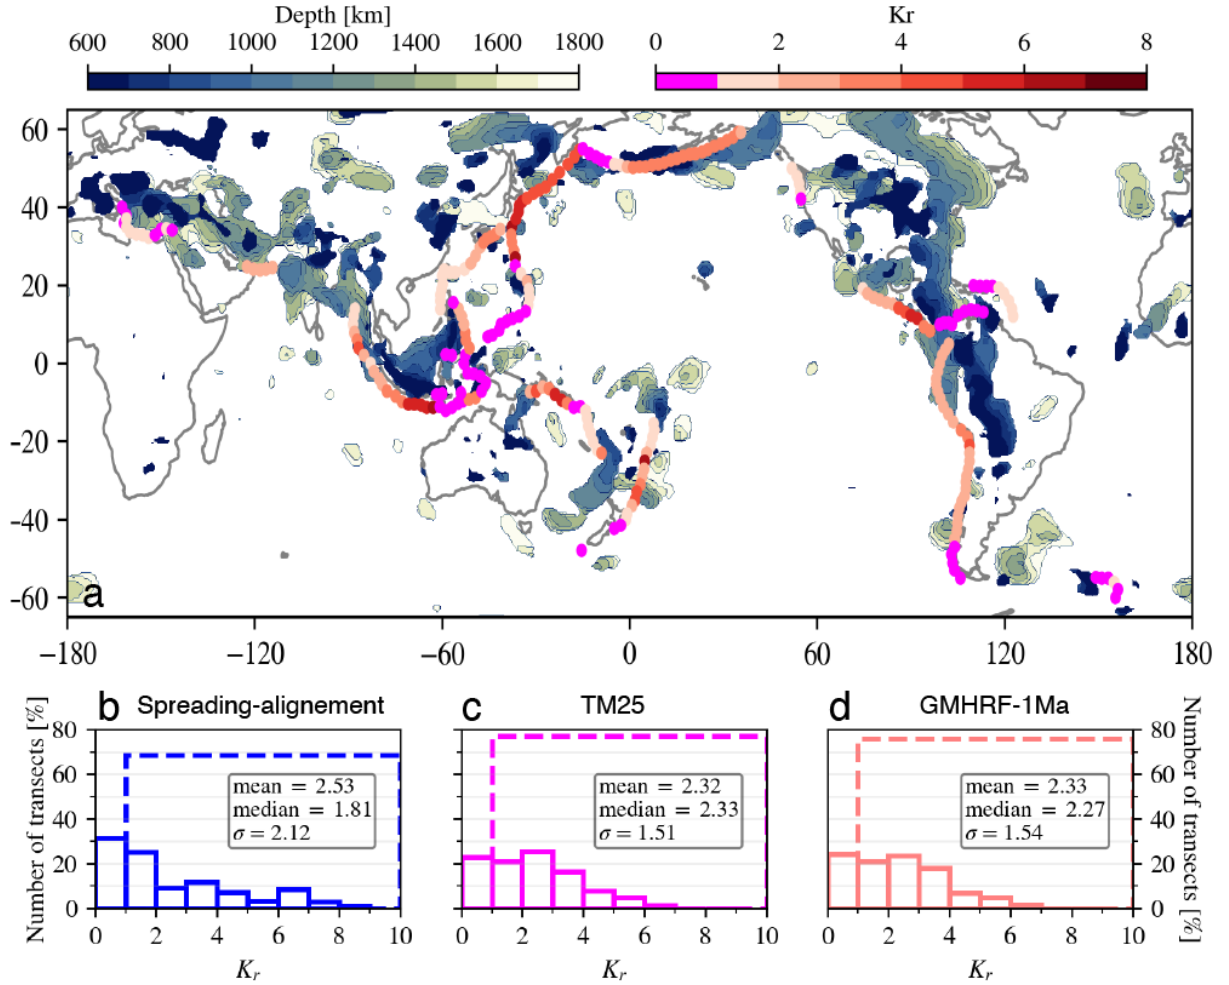 Depth [km]
Kr
600 800 1000 1200 1400 1600 1800
0 2 4 6 8
60
40
20
0
−20
−40
−60
a
−180 −120 −60 0 60 120 180
b Spreading-alignement
c TM25
d GMHRF-1Ma
Number of transects [%]
80
60
40
20
0
mean = 2.53
median = 1.81
σ = 2.12
mean = 2.32
median = 2.33
σ = 1.51
mean = 2.33
median = 2.27
σ = 1.54
80
60
40
20
0
Number of transects [%]
0 2 4 6 8 10
0 2 4 6 8 10
0 2 4 6 8 10
Kr
Kr
Kr